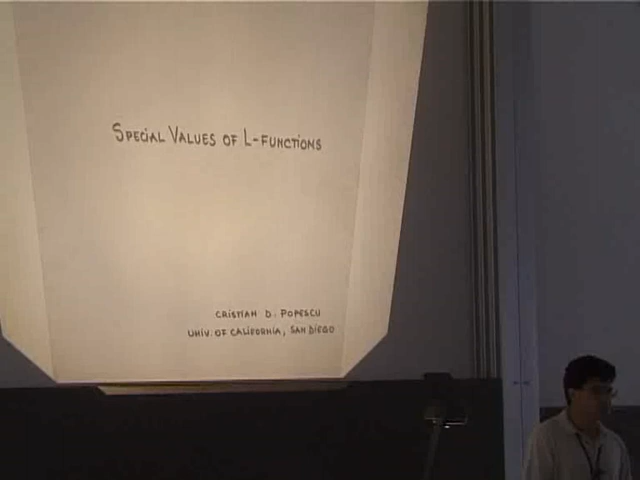 SPECIAL VALUES OF L-FUNCTIONS
CRISTIAN D. POPESCU
UNIV. OF CALIFORNIA, SAN DIEGO